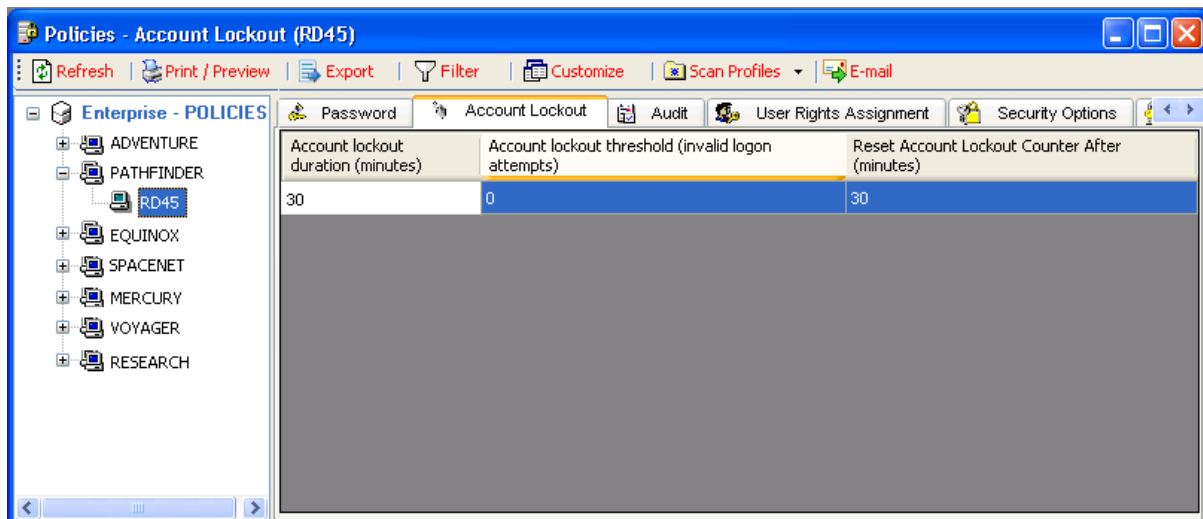 Policies - Account Lockout (RD45)
Refresh Print / Preview Export Filter Customize Scan Profiles E-mail
Enterprise - POLICIES
ADVENTURE
PATHFINDER
RD45
EQUINOX
SPACENET
MERCURY
VOYAGER
RESEARCH
Password Account Lockout Audit User Rights Assignment Security Options
Account lockout duration (minutes) Account lockout threshold (invalid logon attempts) Reset Account Lockout Counter After (minutes)
30 0 30